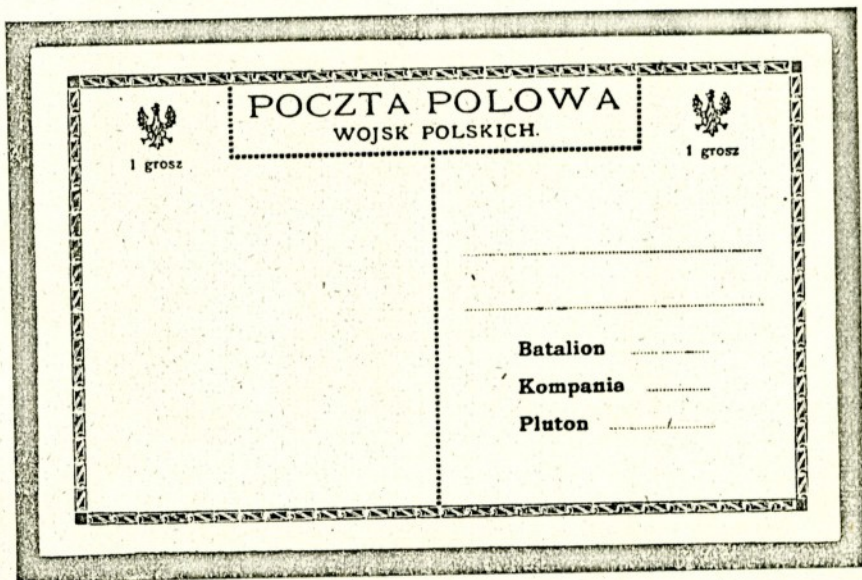 POCZTA POLOWA
WOJSK POLSKICH.
1 grosz
1 grosz
Batalion
Kompania
Pluton